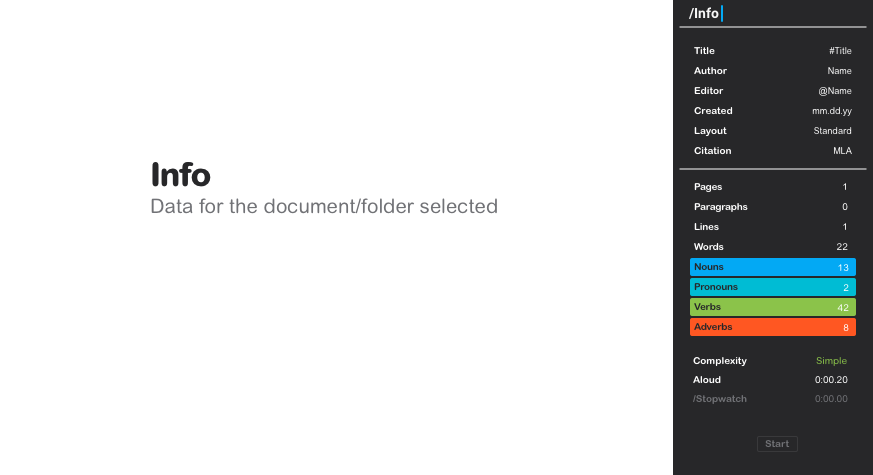 Info
Data for the document/folder selected
/Info
Title #Title
Author Name
Editor @Name
Created mm.dd.yy
Layout Standard
Citation MLA
Pages 1
Paragraphs 0
Lines 1
Words 22
Nouns 13
Pronouns 2
Verbs 42
Adverbs 8
Complexity Simple
Aloud 0:00.20
/Stopwatch 0:00.00
Start